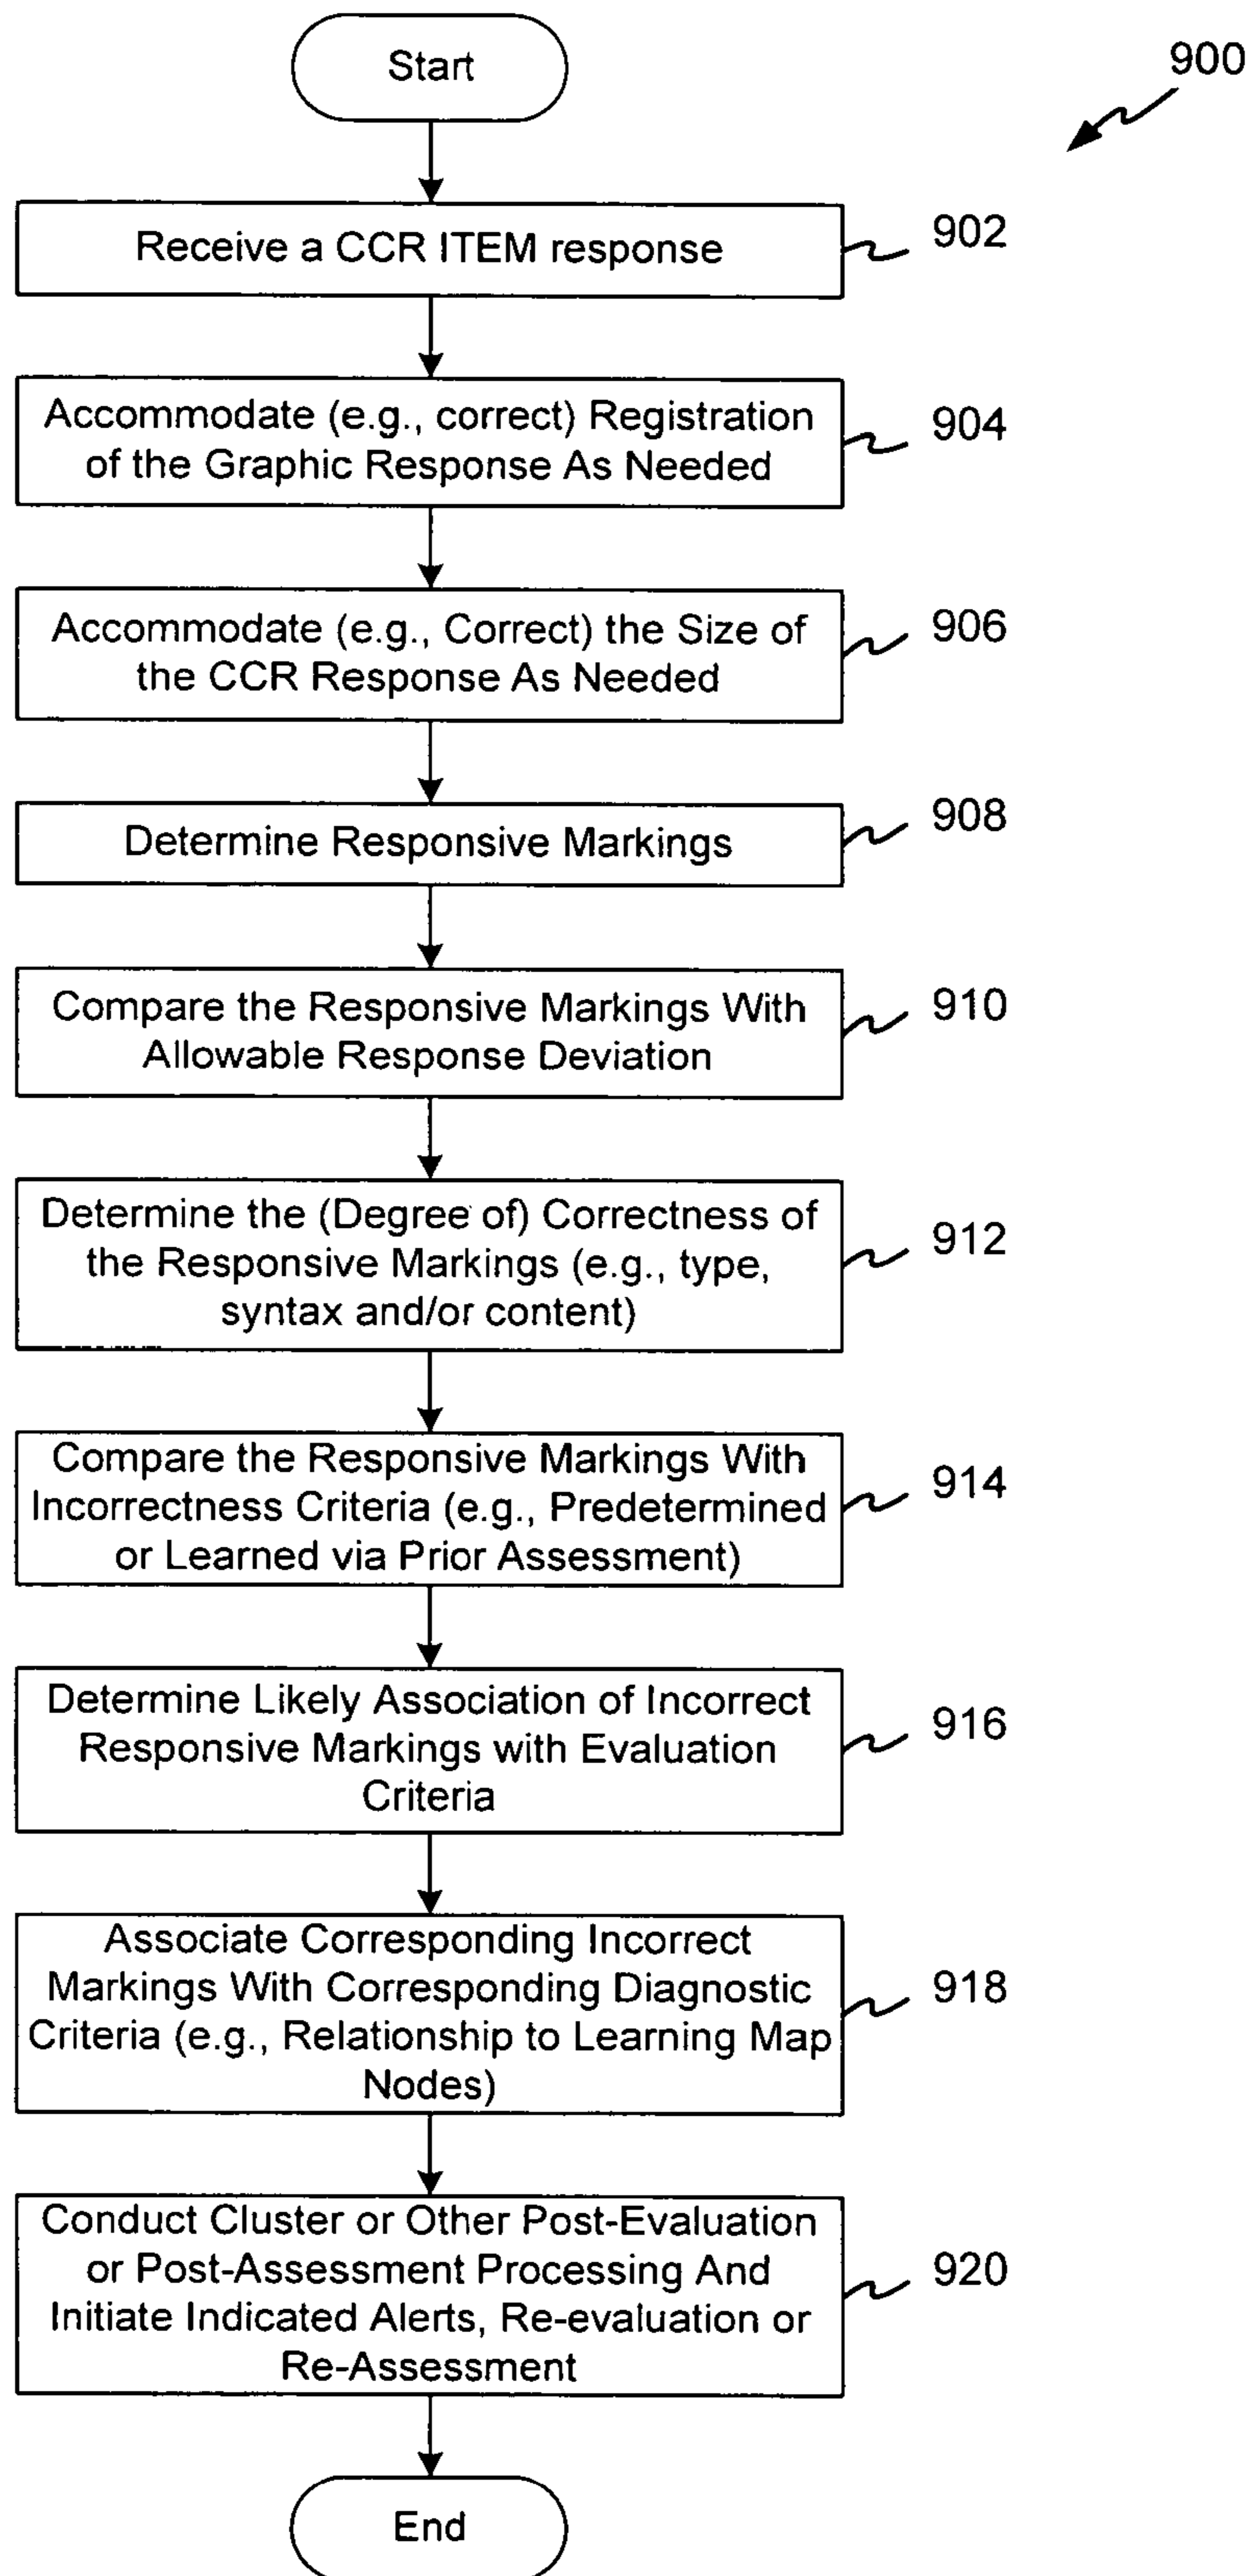 Start
900
Receive a CCR ITEM response
902
Accommodate (e.g., correct) Registration
of the Graphic Response As Needed
904
Accommodate (e.g., Correct) the Size of
the CCR Response As Needed
906
Determine Responsive Markings
908
Compare the Responsive Markings With
Allowable Response Deviation
910
Determine the (Degree of) Correctness of
the Responsive Markings (e.g., type,
syntax and/or content)
912
Compare the Responsive Markings With
Incorrectness Criteria (e.g., Predetermined
or Learned via Prior Assessment)
914
Determine Likely Association of Incorrect
Responsive Markings with Evaluation
Criteria
916
Associate Corresponding Incorrect
Markings With Corresponding Diagnostic
Criteria (e.g., Relationship to Learning Map
Nodes)
918
Conduct Cluster or Other Post-Evaluation
or Post-Assessment Processing And
Initiate Indicated Alerts, Re-evaluation or
Re-Assessment
920
End